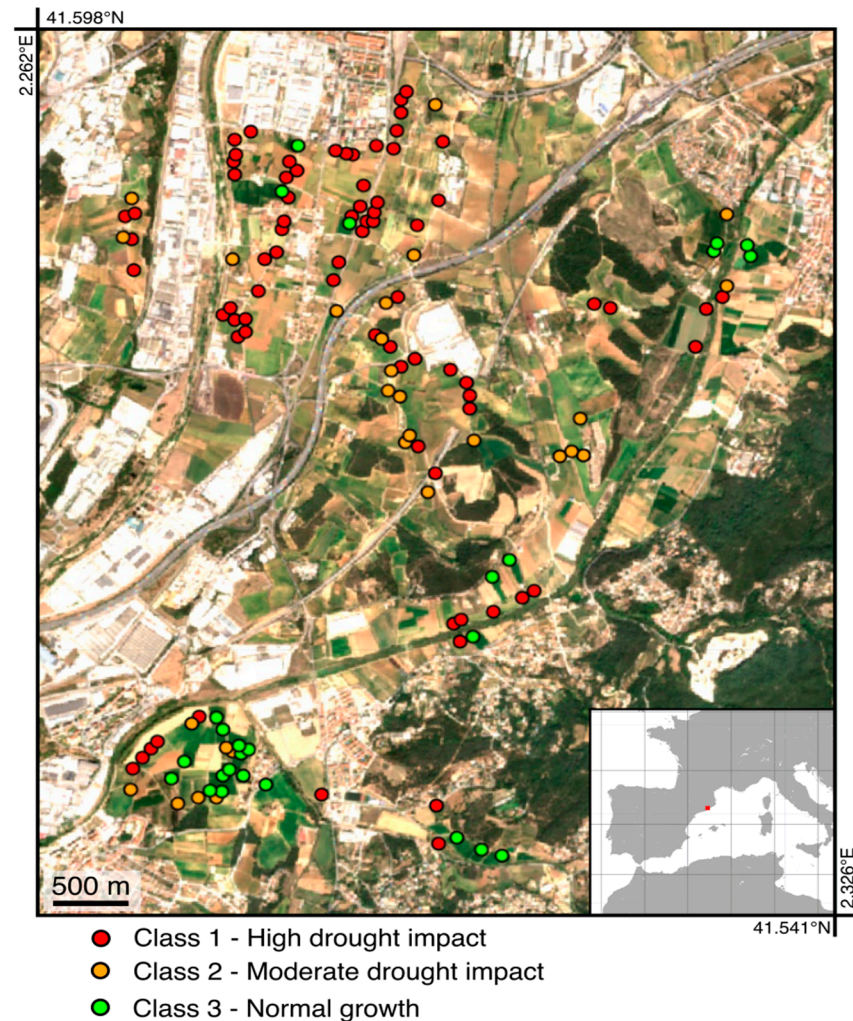 41.598°N
2.262°E
500 m
2.326°E
41.541°N
Class 1 - High drought impact
Class 2 - Moderate drought impact
Class 3 - Normal growth